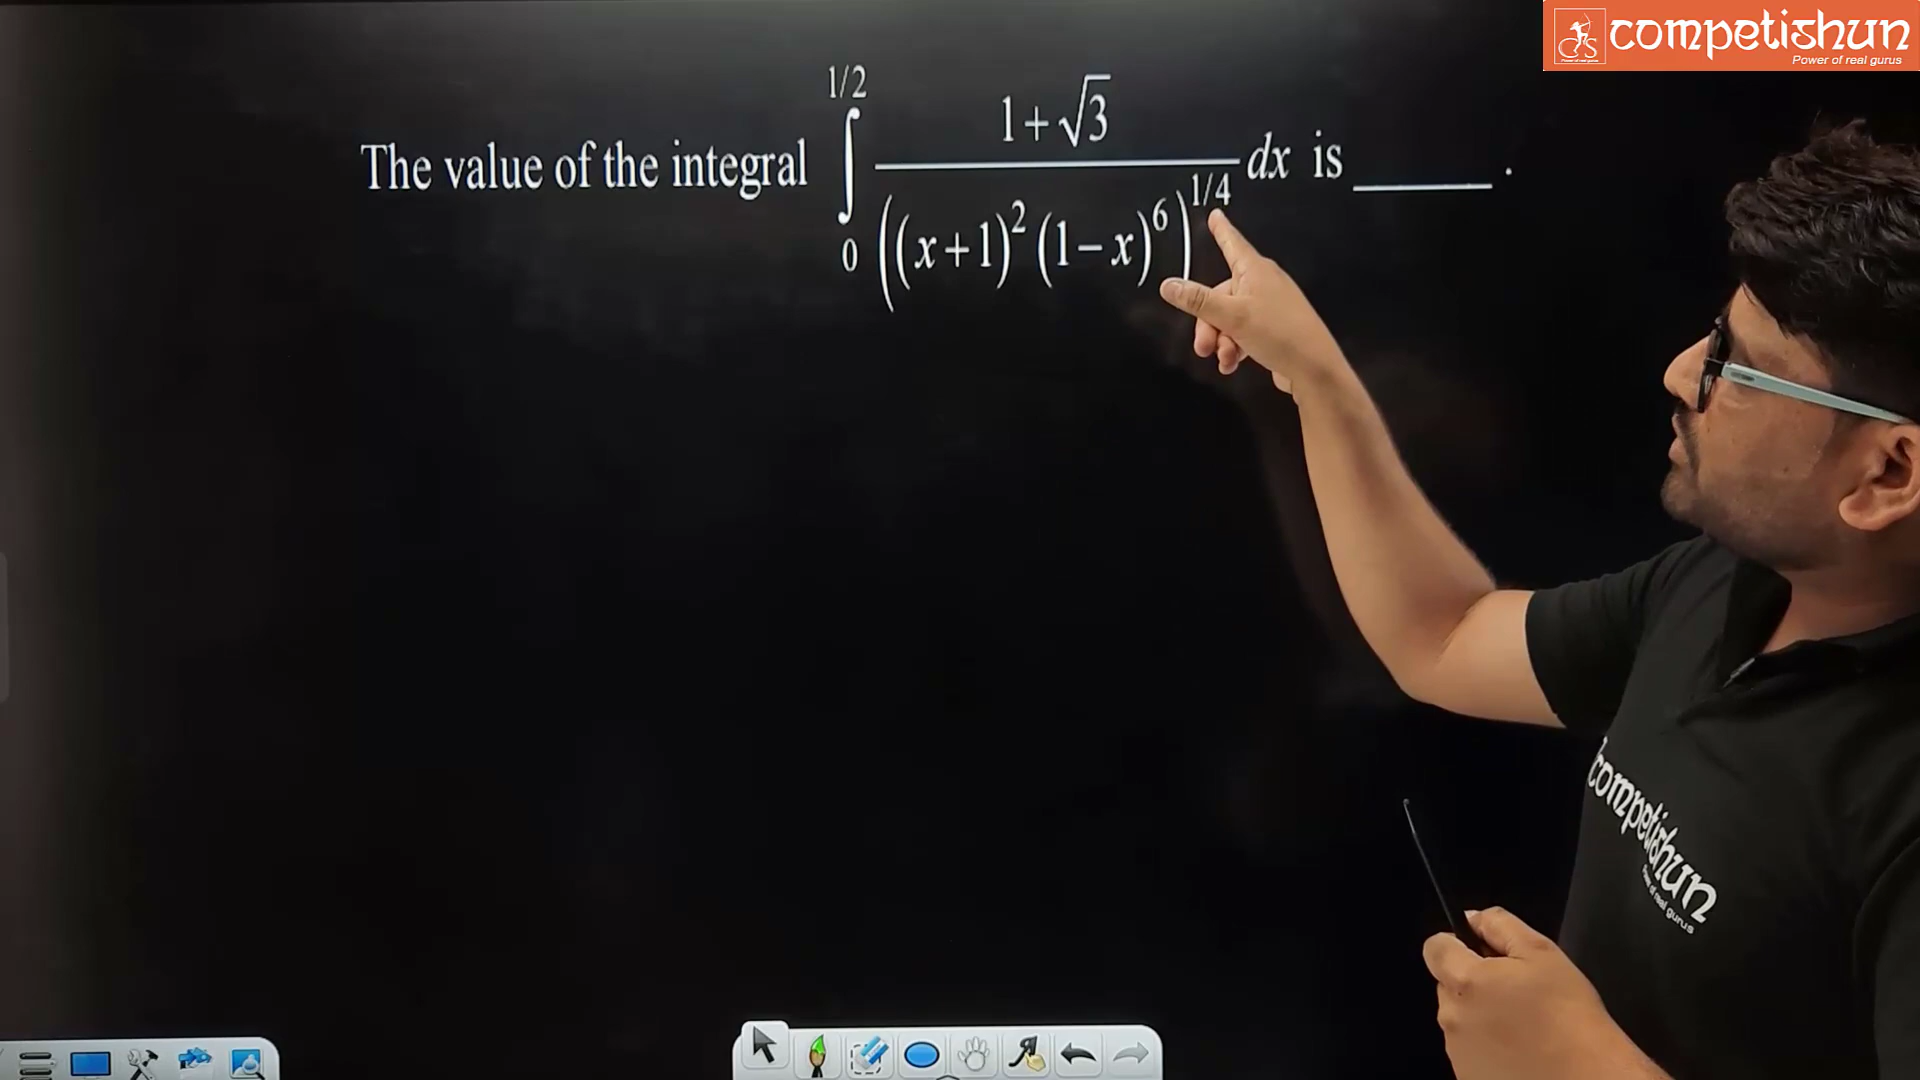 competishun
Power of real gurus
The value of the integral ∫₀^{1/2} (1+√3)/((x+1)²(1−x)⁶)^{1/4} dx is _____ .
competishun
Power of real gurus